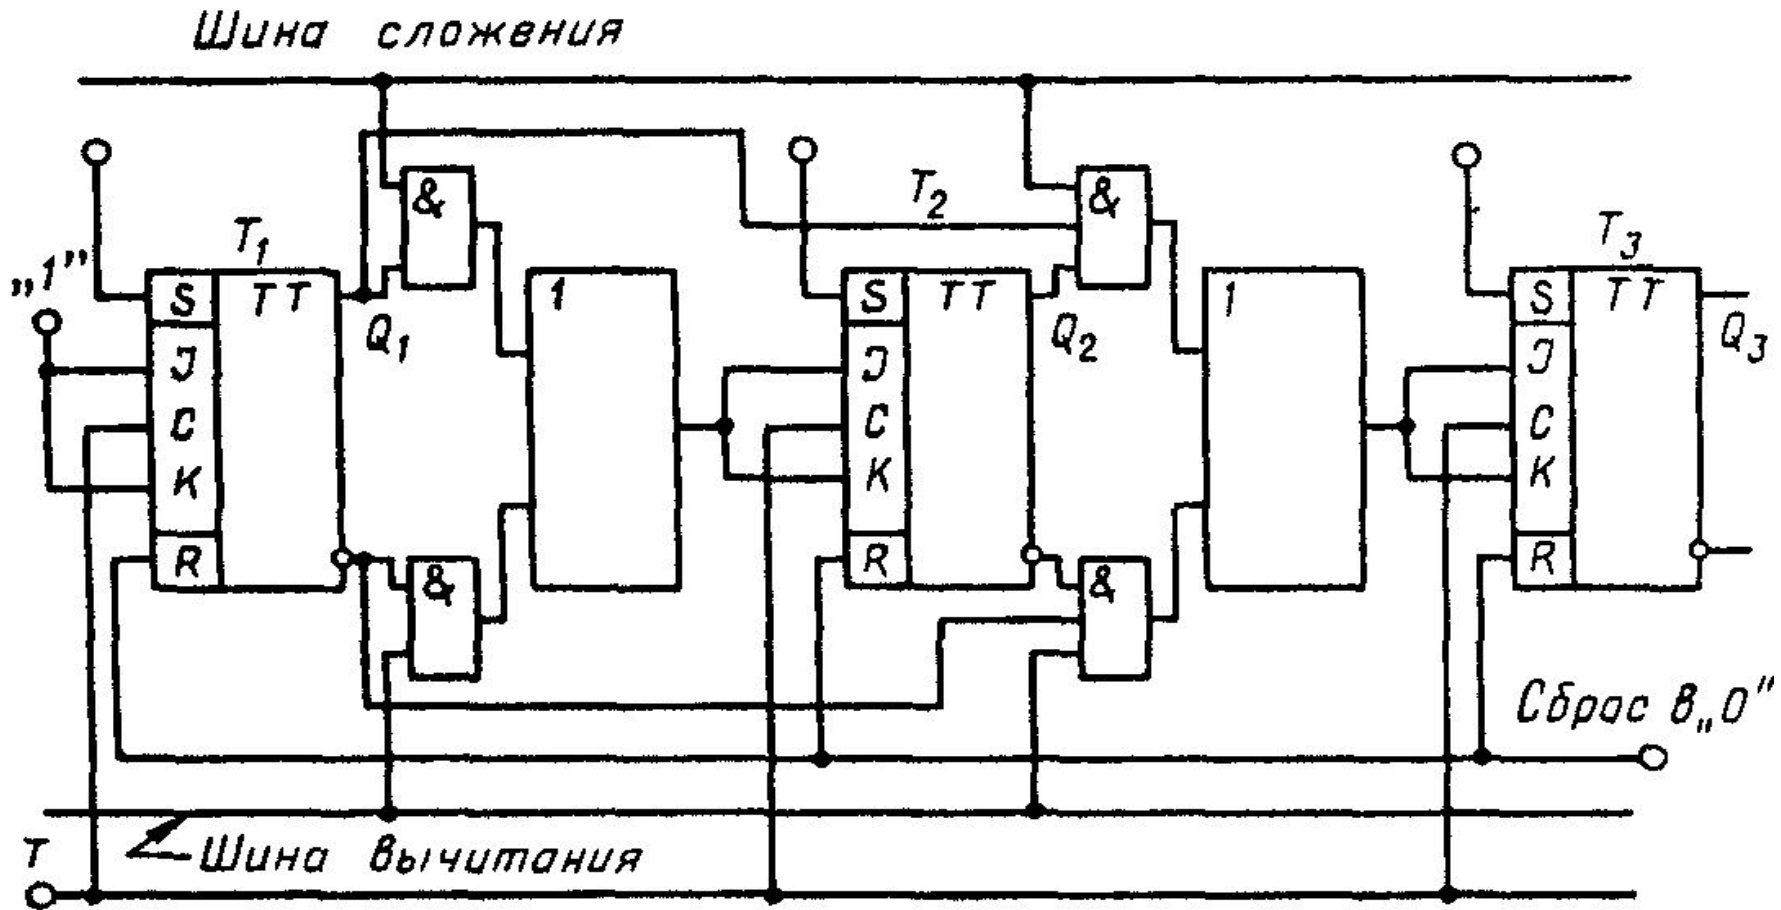 Шина сложения
T₁
T₂
T₃
„1”
&
&
S TT
J
C
K
R
Q₁
1
S TT
J
C
K
R
Q₂
1
S TT
J
C
K
R
Q₃
&
&
Сброс в „0”
Шина вычитания
T